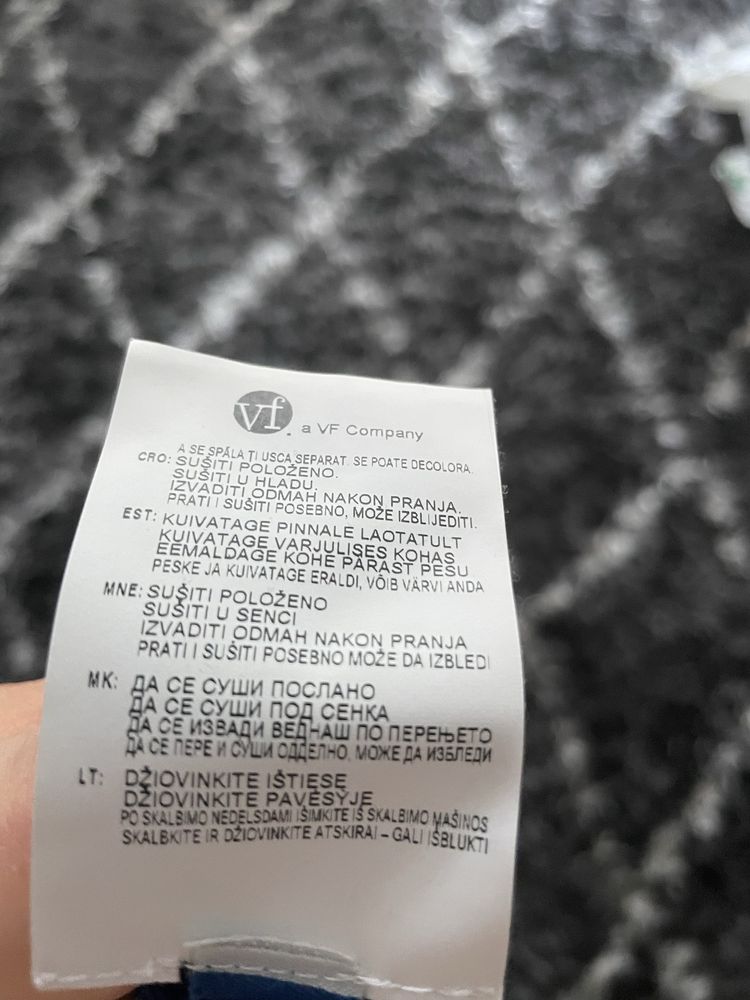 vf. a VF Company
A SE SPĂLA ȚI USCA SEPARAT. SE POATE DECOLORA.
CRO: SUŠITI POLOŽENO.
SUŠITI U HLADU.
IZVADITI ODMAH NAKON PRANJA.
PRATI I SUŠITI POSEBNO, MOŽE IZBLIJEDITI.
EST: KUIVATAGE PINNALE LAOTATULT
KUIVATAGE VARJULISES KOHAS
EEMALDAGE KOHE PÄRAST PESU
PESKE JA KUIVATAGE ERALDI, VÕIB VÄRVI ANDA
MNE: SUŠITI POLOŽENO
SUŠITI U SENCI
IZVADITI ODMAH NAKON PRANJA
PRATI I SUŠITI POSEBNO MOŽE DA IZBLEDI
MK: ДА СЕ СУШИ ПОСЛАНО
ДА СЕ СУШИ ПОД СЕНКА
ДА СЕ ИЗВАДИ ВЕДНАШ ПО ПЕРЕЊЕТО
ДА СЕ ПЕРЕ И СУШИ ОДДЕЛНО, МОЖЕ ДА ИЗБЛЕДИ
LT: DŽIOVINKITE IŠTIESĘ
DŽIOVINKITE PAVĖSYJE
PO SKALBIMO NEDELSDAMI IŠIMKITE IŠ SKALBIMO MAŠINOS
SKALBKITE IR DŽIOVINKITE ATSKIRAI – GALI IŠBLUKTI